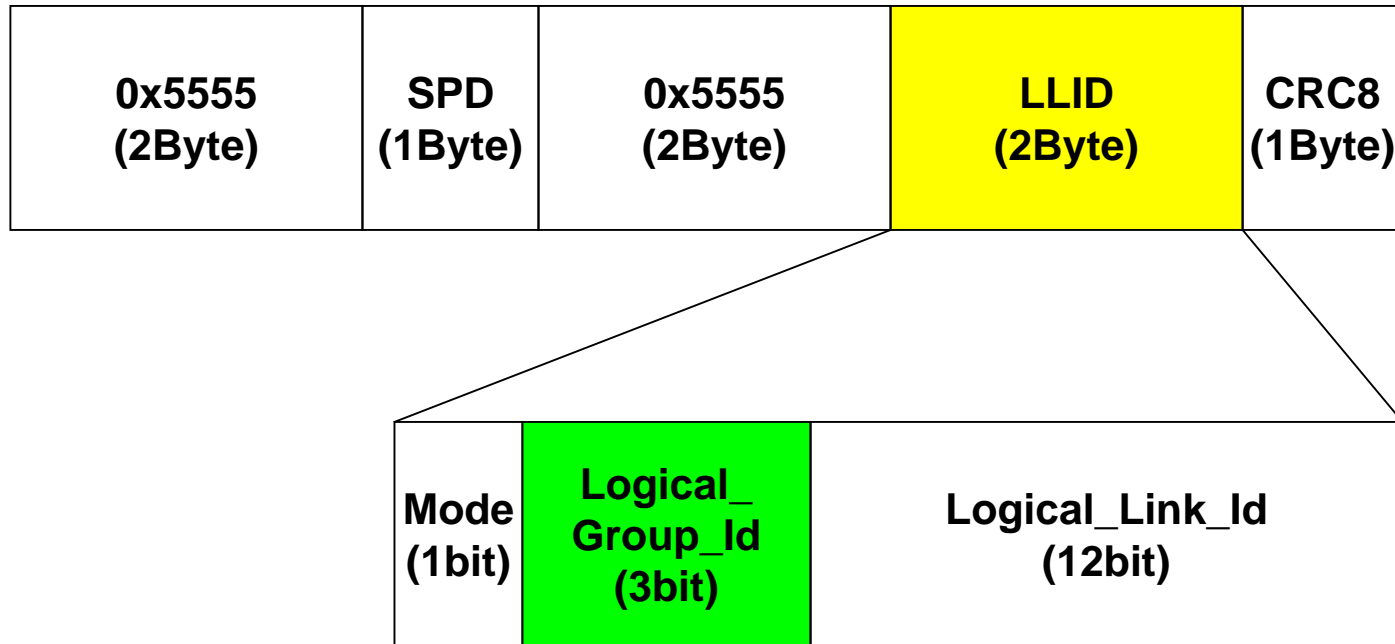 0x5555
(2Byte)
SPD
(1Byte)
0x5555
(2Byte)
LLID
(2Byte)
CRC8
(1Byte)
Mode
(1bit)
Logical_
Group_Id
(3bit)
Logical_Link_Id
(12bit)